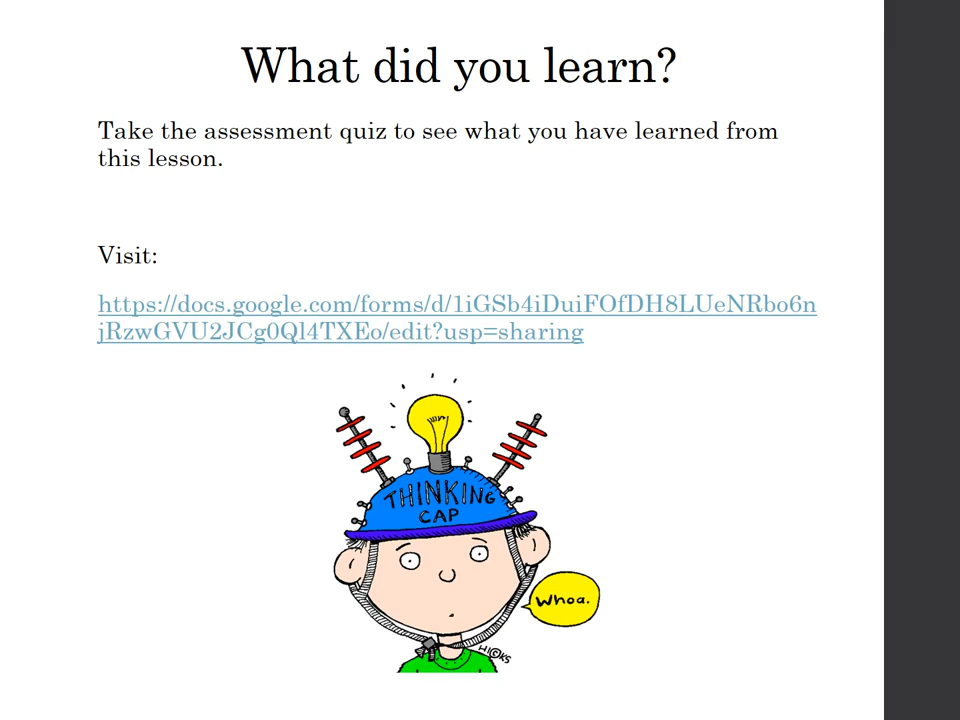 What did you learn?
Take the assessment quiz to see what you have learned from
this lesson.
Visit:
https://docs.google.com/forms/d/1iGSb4iDuiFOfDH8LUeNRbo6n
jRzwGVU2JCg0Ql4TXEo/edit?usp=sharing
THINKING
CAP
Whoa.
HICKS